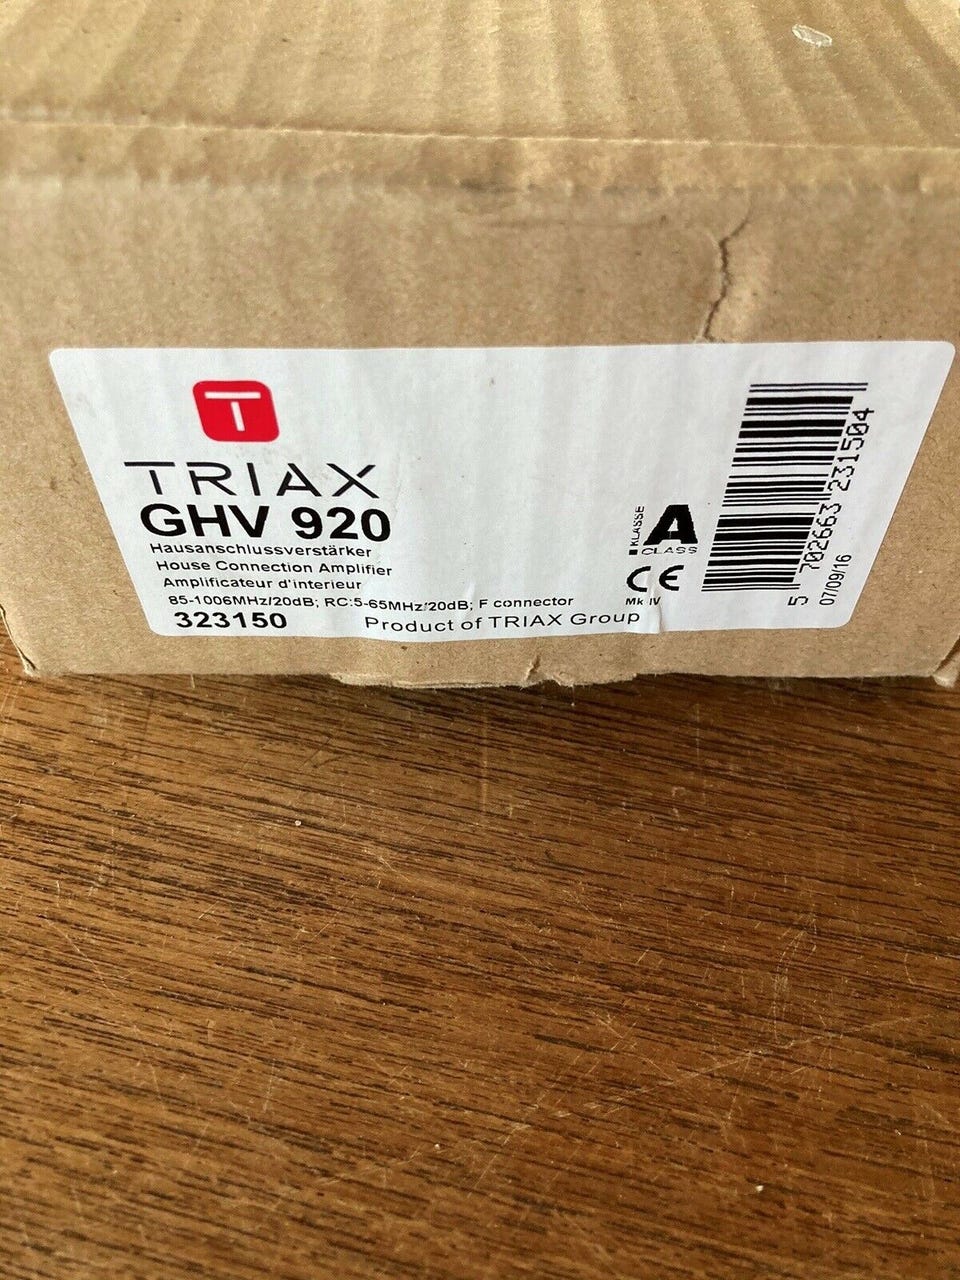 T
TRIAX
GHV 920
Hausanschlussverstärker
House Connection Amplifier
Amplificateur d'interieur
85-1006MHz/20dB; RC:5-65MHz/20dB; F connector
323150
Product of TRIAX Group
KLASSE
A
CLASS
CE
Mk IV
5 702663 231504
07/09/16